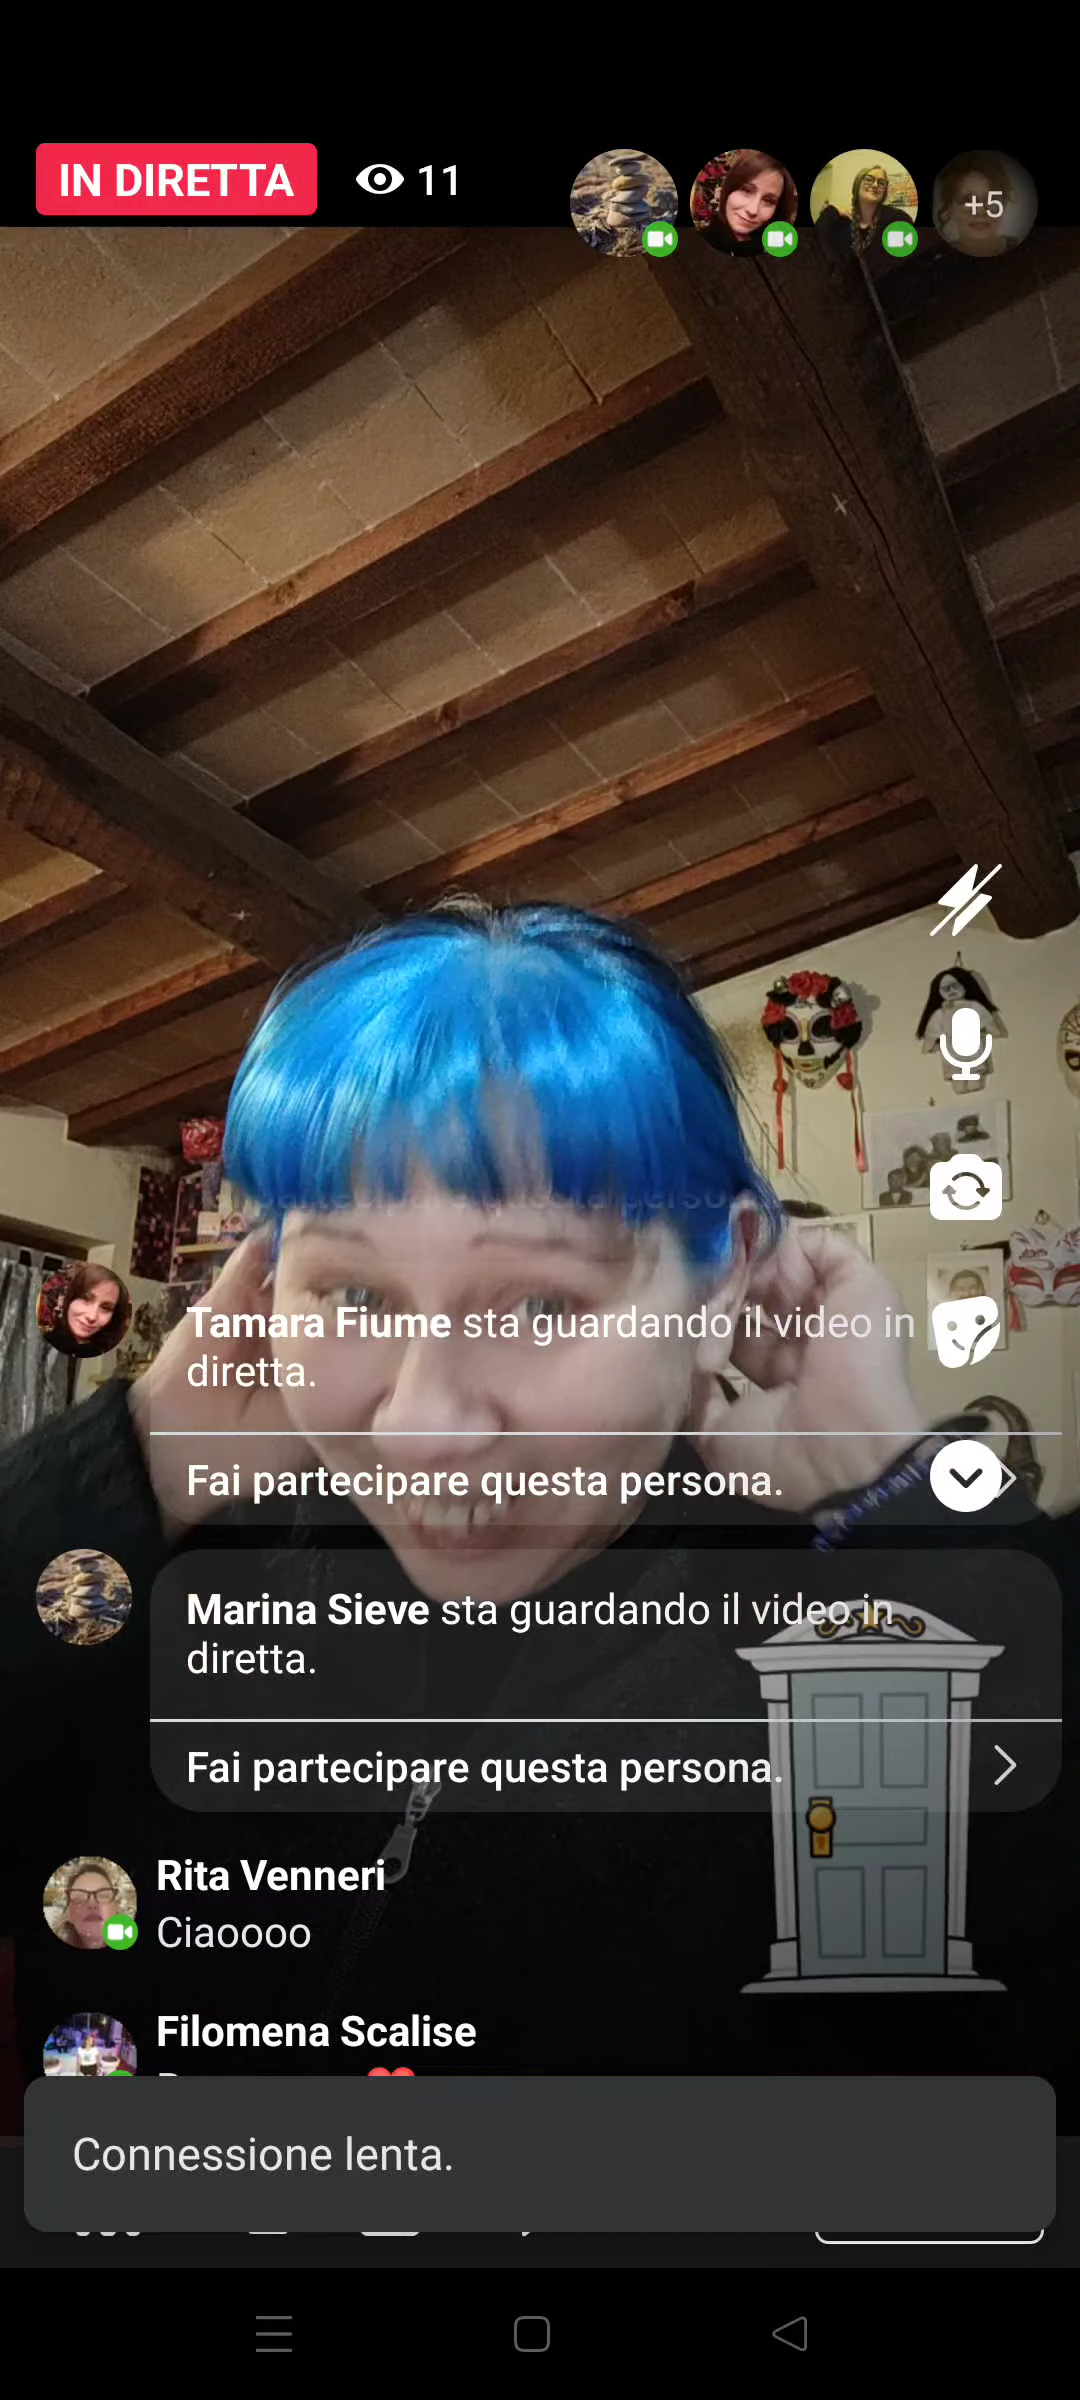 IN DIRETTA 11
+5
Tamara Fiume sta guardando il video in
diretta.
Fai partecipare questa persona.
Marina Sieve sta guardando il video in
diretta.
Fai partecipare questa persona.
Rita Venneri
Ciaoooo
Filomena Scalise
Connessione lenta.